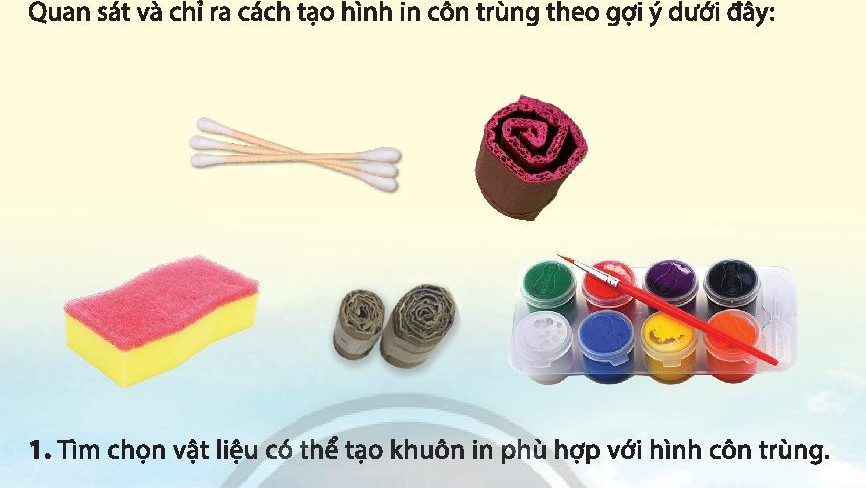 Quan sát và chỉ ra cách tạo hình in côn trùng theo gợi ý dưới đây:
1. Tìm chọn vật liệu có thể tạo khuôn in phù hợp với hình côn trùng.